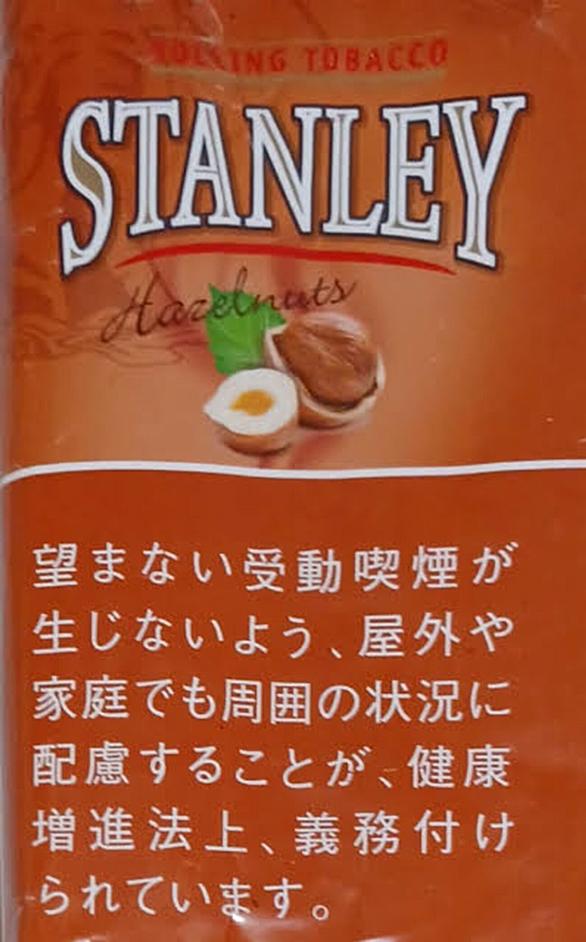 ROLLING TOBACCO
STANLEY
Hazelnuts
望まない受動喫煙が
生じないよう、屋外や
家庭でも周囲の状況に
配慮することが、健康
増進法上、義務付け
られています。